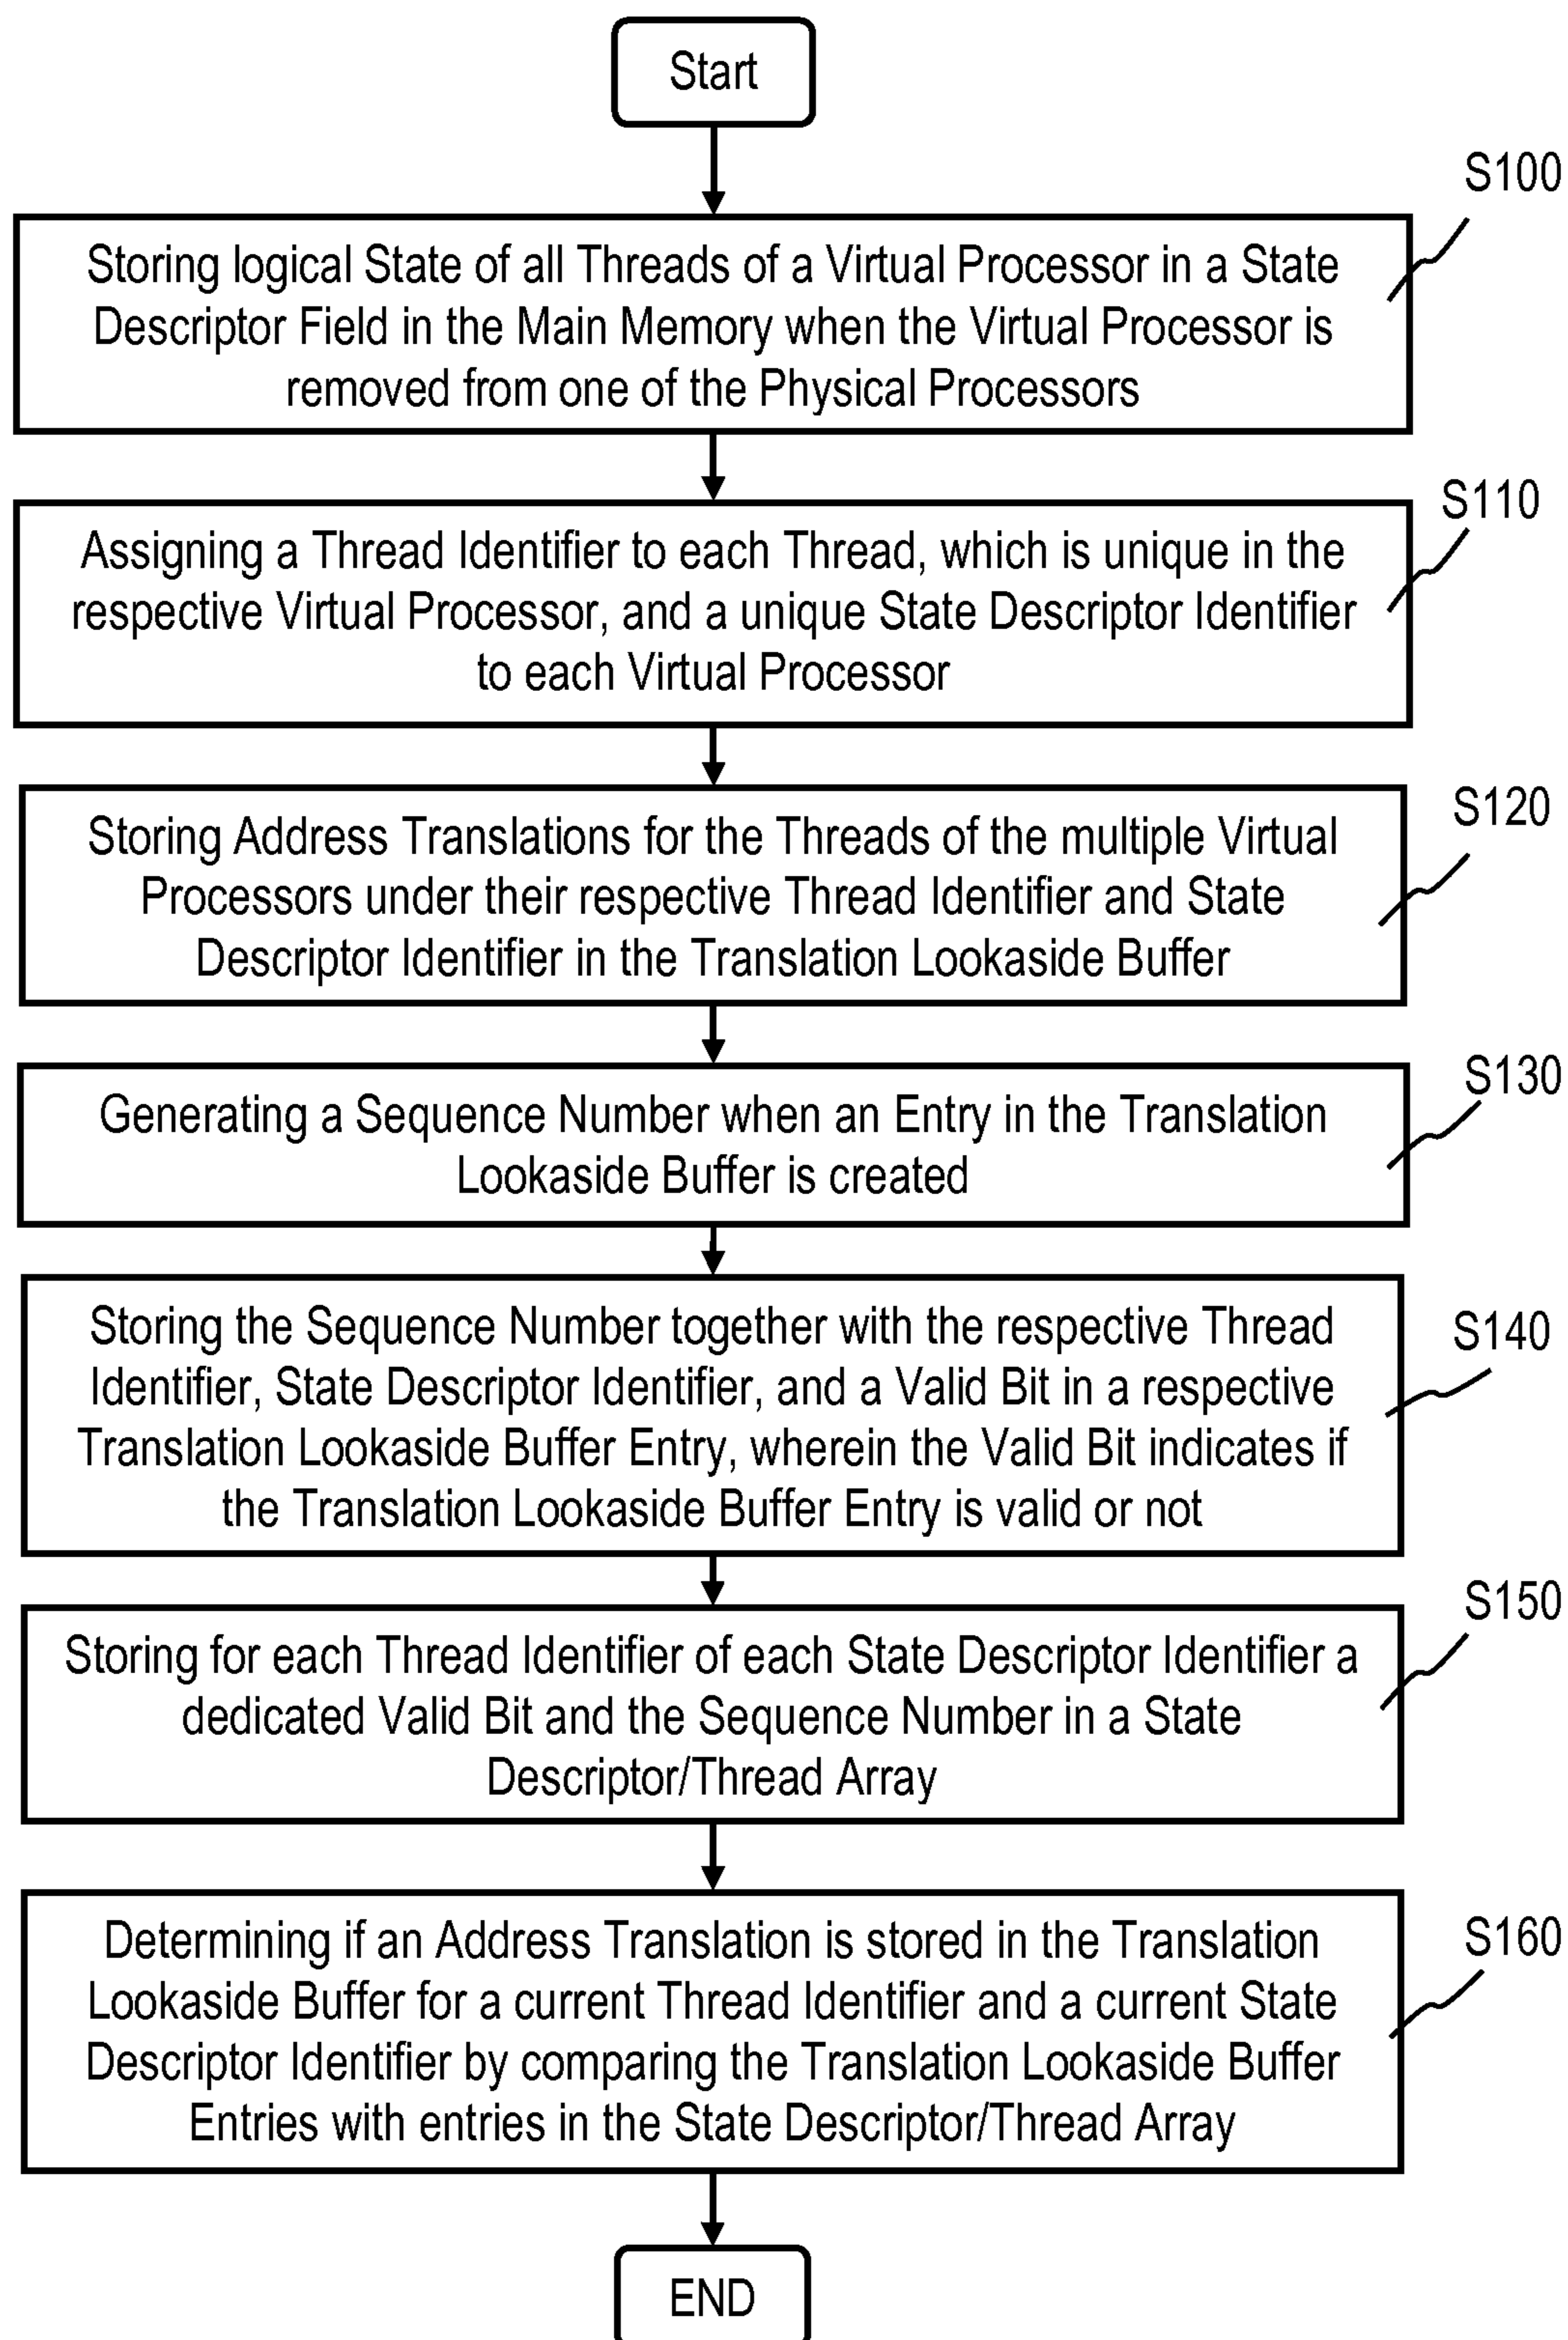 Start
S100
Storing logical State of all Threads of a Virtual Processor in a State
Descriptor Field in the Main Memory when the Virtual Processor is
removed from one of the Physical Processors
S110
Assigning a Thread Identifier to each Thread, which is unique in the
respective Virtual Processor, and a unique State Descriptor Identifier
to each Virtual Processor
S120
Storing Address Translations for the Threads of the multiple Virtual
Processors under their respective Thread Identifier and State
Descriptor Identifier in the Translation Lookaside Buffer
S130
Generating a Sequence Number when an Entry in the Translation
Lookaside Buffer is created
S140
Storing the Sequence Number together with the respective Thread
Identifier, State Descriptor Identifier, and a Valid Bit in a respective
Translation Lookaside Buffer Entry, wherein the Valid Bit indicates if
the Translation Lookaside Buffer Entry is valid or not
S150
Storing for each Thread Identifier of each State Descriptor Identifier a
dedicated Valid Bit and the Sequence Number in a State
Descriptor/Thread Array
S160
Determining if an Address Translation is stored in the Translation
Lookaside Buffer for a current Thread Identifier and a current State
Descriptor Identifier by comparing the Translation Lookaside Buffer
Entries with entries in the State Descriptor/Thread Array
END